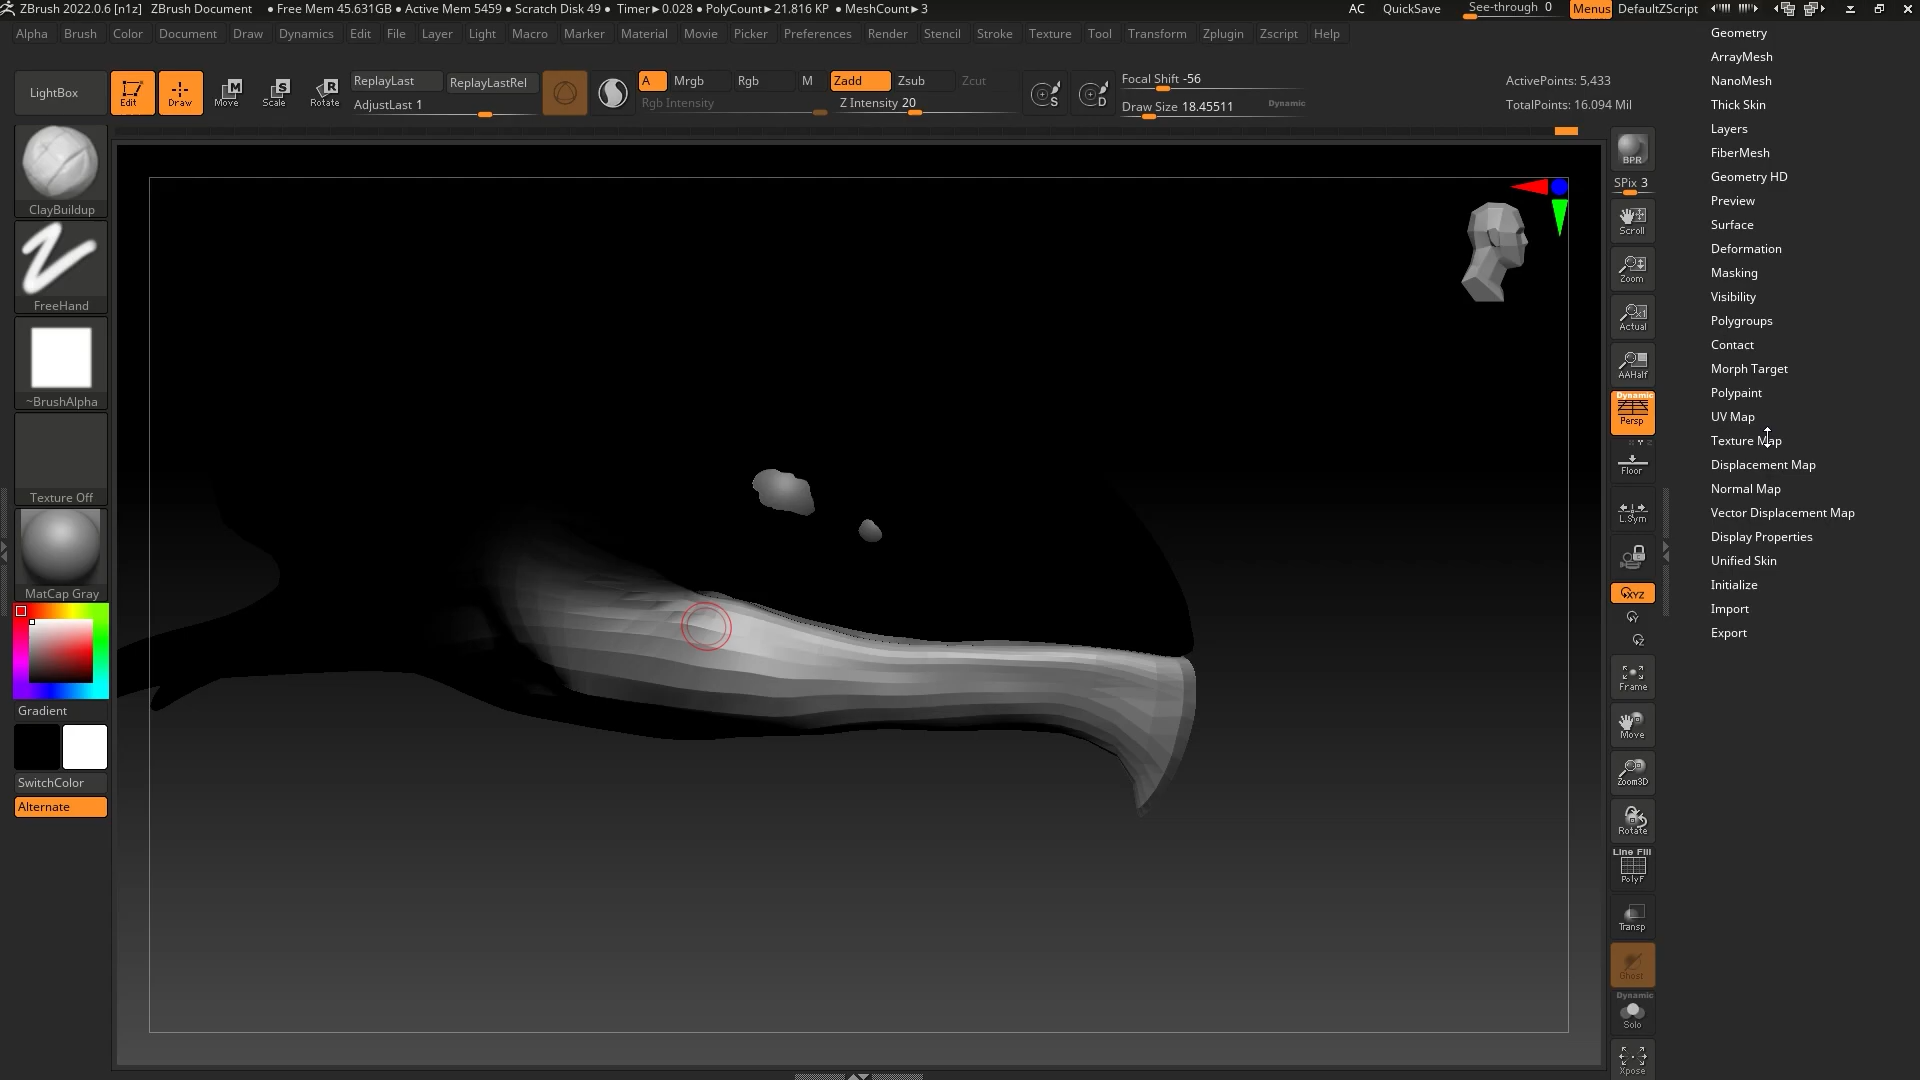 ZBrush 2022.0.6 [n1z] ZBrush Document • Free Mem 45.631GB • Active Mem 5459 • Scratch Disk 49 • Timer▸0.028 • PolyCount▸21.816 KP • MeshCount▸3 AC QuickSave See-through 0 Menus DefaultZScript
Alpha Brush Color Document Draw Dynamics Edit File Layer Light Macro Marker Material Movie Picker Preferences Render Stencil Stroke Texture Tool Transform Zplugin Zscript Help
LightBox
Edit
Draw
Move
Scale
Rotate
ReplayLast
ReplayLastRel
AdjustLast 1
A
Mrgb
Rgb
M
Zadd
Zsub
Zcut
Rgb Intensity
Z Intensity 20
S
D
Focal Shift -56
Draw Size 18.45511
Dynamic
ActivePoints: 5,433
TotalPoints: 16.094 Mil
ClayBuildup
FreeHand
~BrushAlpha
Texture Off
MatCap Gray
Gradient
SwitchColor
Alternate
BPR
SPix 3
Scroll
Zoom
Actual
AAHalf
Dynamic
Persp
Floor
L.Sym
XYZ
Y
Z
Frame
Move
Zoom3D
Rotate
Line Fill
PolyF
Transp
Ghost
Dynamic
Solo
Xpose
Geometry
ArrayMesh
NanoMesh
Thick Skin
Layers
FiberMesh
Geometry HD
Preview
Surface
Deformation
Masking
Visibility
Polygroups
Contact
Morph Target
Polypaint
UV Map
Texture Map
Displacement Map
Normal Map
Vector Displacement Map
Display Properties
Unified Skin
Initialize
Import
Export